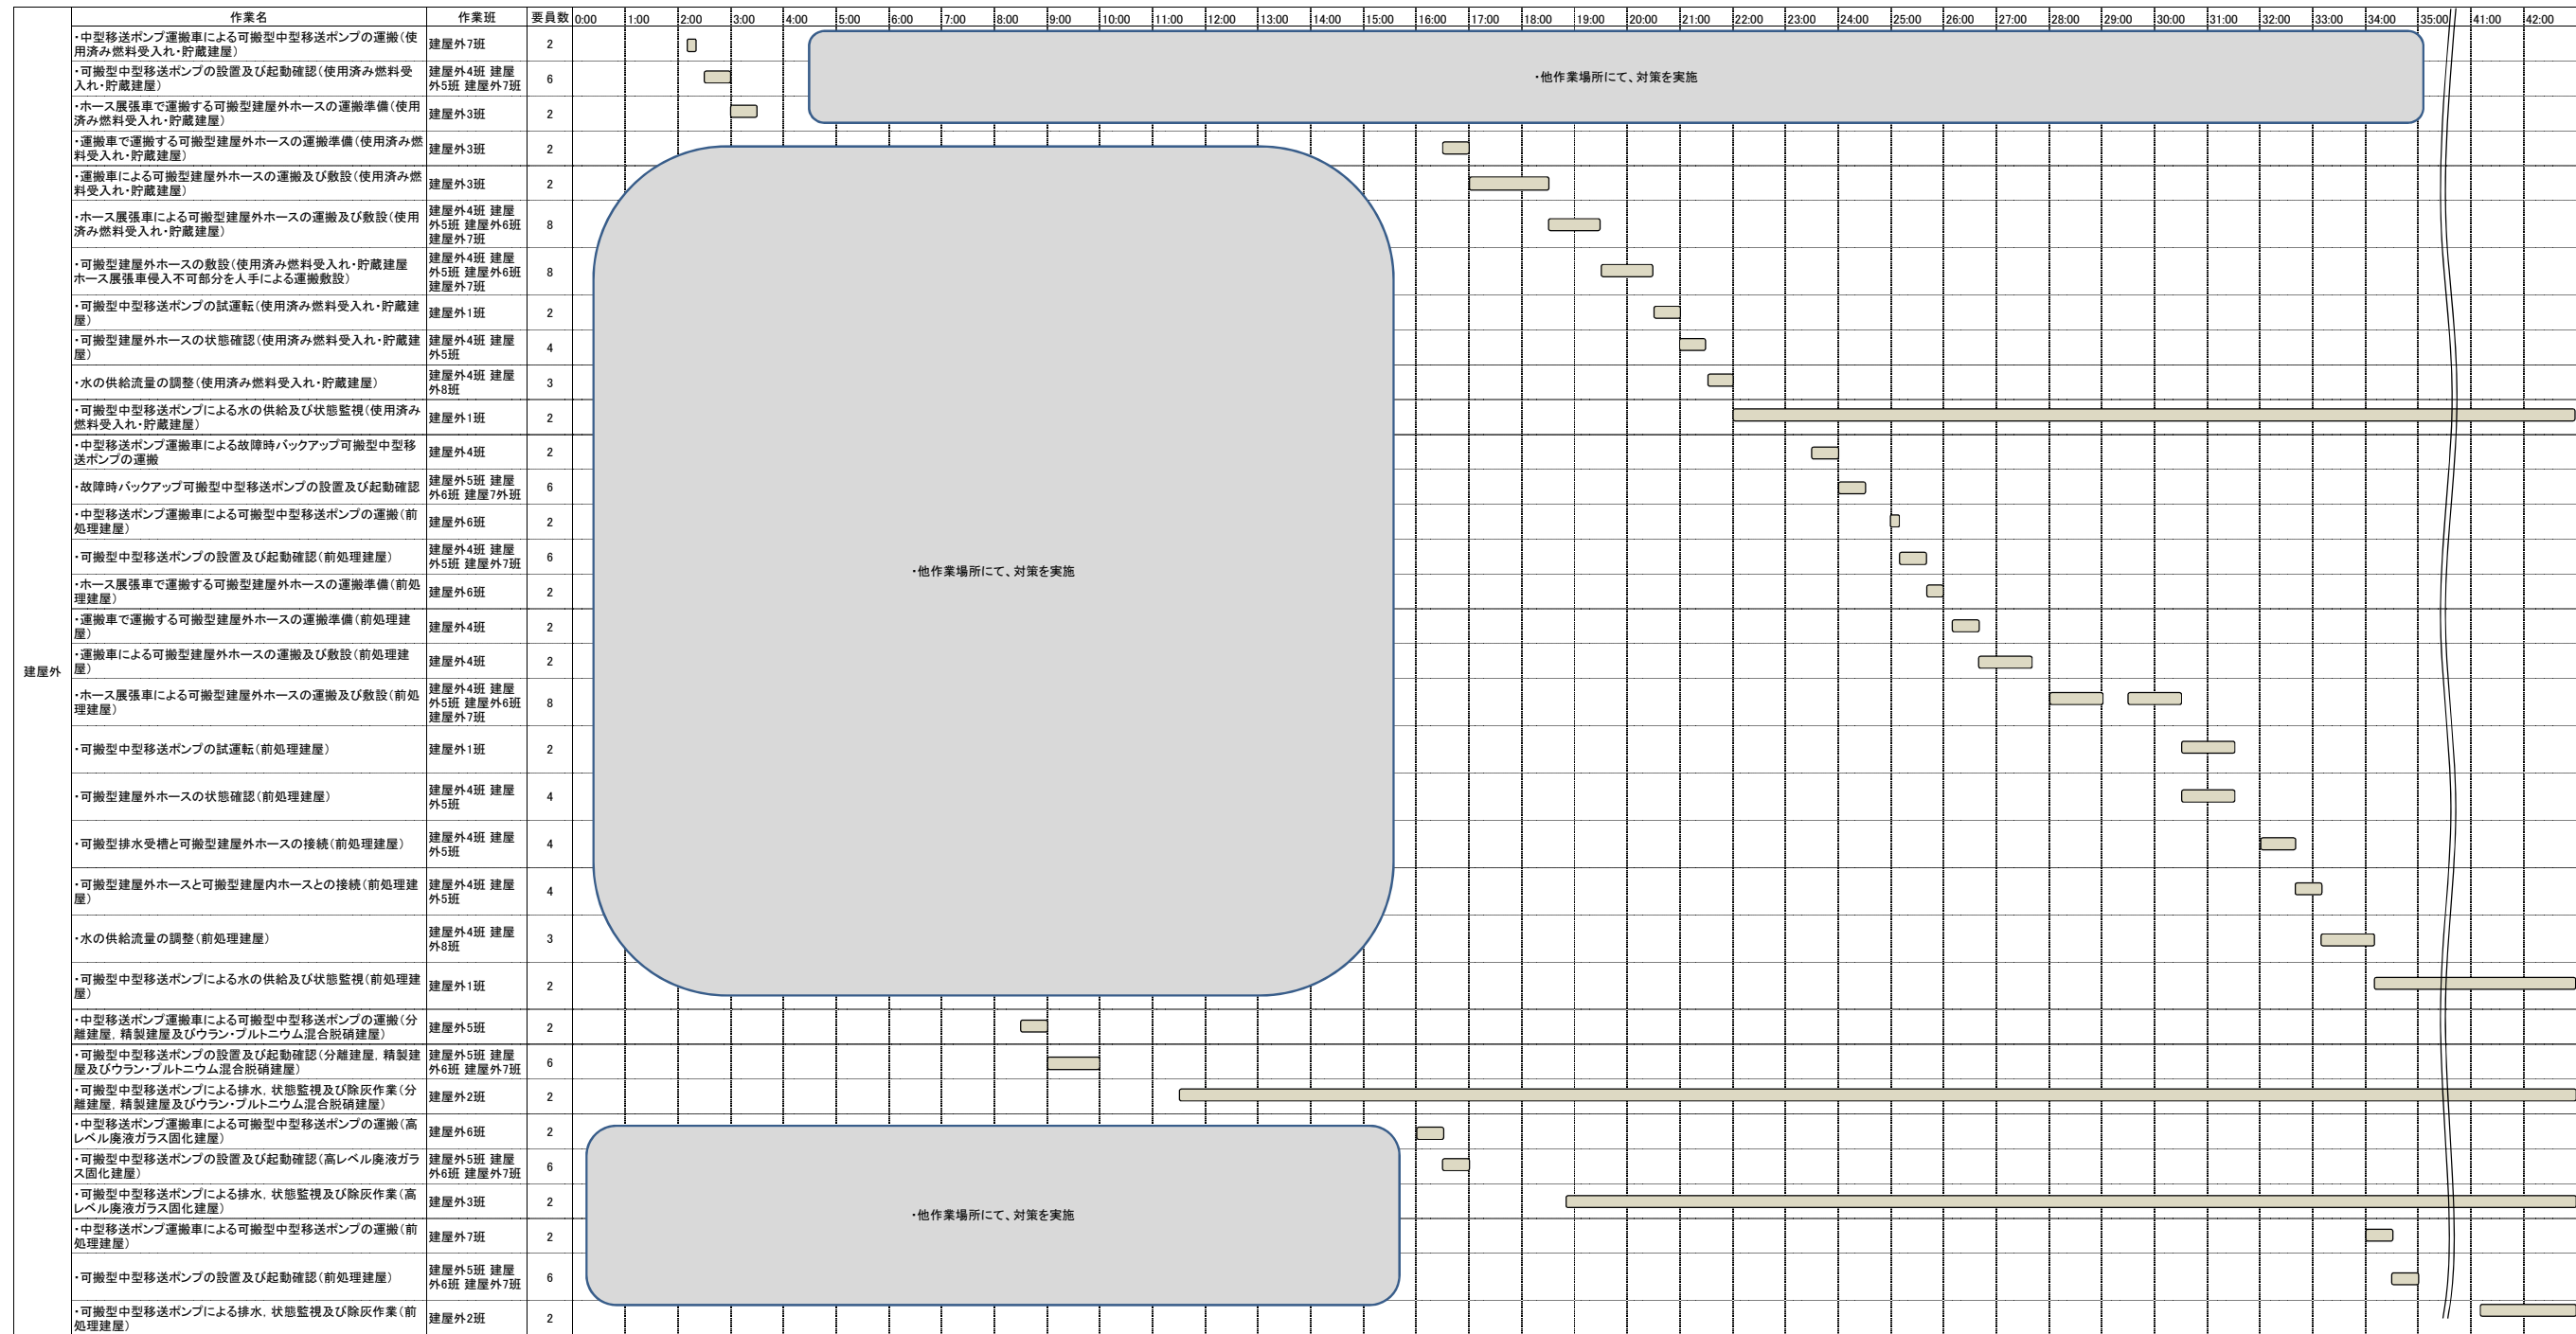 作業名 作業班 要員数 0:00 1:00 2:00 3:00 4:00 5:00 6:00 7:00 8:00 9:00 10:00 11:00 12:00 13:00 14:00 15:00 16:00 17:00 18:00 19:00 20:00 21:00 22:00 23:00 24:00 25:00 26:00 27:00 28:00 29:00 30:00 31:00 32:00 33:00 34:00 35:00 41:00 42:00
建屋外
・中型移送ポンプ運搬車による可搬型中型移送ポンプの運搬(使
用済み燃料受入れ・貯蔵建屋)
建屋外7班
2
・他作業場所にて、対策を実施
・可搬型中型移送ポンプの設置及び起動確認(使用済み燃料受
入れ・貯蔵建屋)
建屋外4班 建屋
外5班 建屋外7班
6
・ホース展張車で運搬する可搬型建屋外ホースの運搬準備(使用
済み燃料受入れ・貯蔵建屋)
建屋外3班
2
・運搬車で運搬する可搬型建屋外ホースの運搬準備(使用済み燃
料受入れ・貯蔵建屋)
建屋外3班
2
・運搬車による可搬型建屋外ホースの運搬及び敷設(使用済み燃
料受入れ・貯蔵建屋)
建屋外3班
2
・ホース展張車による可搬型建屋外ホースの運搬及び敷設(使用
済み燃料受入れ・貯蔵建屋)
建屋外4班 建屋
外5班 建屋外6班
建屋外7班
8
・可搬型建屋外ホースの敷設(使用済み燃料受入れ・貯蔵建屋
ホース展張車侵入不可部分を人手による運搬敷設)
建屋外4班 建屋
外5班 建屋外6班
建屋外7班
8
・可搬型中型移送ポンプの試運転(使用済み燃料受入れ・貯蔵建
屋)
建屋外1班
2
・可搬型建屋外ホースの状態確認(使用済み燃料受入れ・貯蔵建
屋)
建屋外4班 建屋
外5班
4
・水の供給流量の調整(使用済み燃料受入れ・貯蔵建屋)
建屋外4班 建屋
外8班
3
・可搬型中型移送ポンプによる水の供給及び状態監視(使用済み
燃料受入れ・貯蔵建屋)
建屋外1班
2
・中型移送ポンプ運搬車による故障時バックアップ可搬型中型移
送ポンプの運搬
建屋外4班
2
・故障時バックアップ可搬型中型移送ポンプの設置及び起動確認
建屋外5班 建屋
外6班 建屋7外班
6
・中型移送ポンプ運搬車による可搬型中型移送ポンプの運搬(前
処理建屋)
建屋外6班
2
・可搬型中型移送ポンプの設置及び起動確認(前処理建屋)
建屋外4班 建屋
外5班 建屋外7班
6
・他作業場所にて、対策を実施
・ホース展張車で運搬する可搬型建屋外ホースの運搬準備(前処
理建屋)
建屋外6班
2
・運搬車で運搬する可搬型建屋外ホースの運搬準備(前処理建
屋)
建屋外4班
2
・運搬車による可搬型建屋外ホースの運搬及び敷設(前処理建
屋)
建屋外4班
2
・ホース展張車による可搬型建屋外ホースの運搬及び敷設(前処
理建屋)
建屋外4班 建屋
外5班 建屋外6班
建屋外7班
8
・可搬型中型移送ポンプの試運転(前処理建屋)
建屋外1班
2
・可搬型建屋外ホースの状態確認(前処理建屋)
建屋外4班 建屋
外5班
4
・可搬型排水受槽と可搬型建屋外ホースの接続(前処理建屋)
建屋外4班 建屋
外5班
4
・可搬型建屋外ホースと可搬型建屋内ホースとの接続(前処理建
屋)
建屋外4班 建屋
外5班
4
・水の供給流量の調整(前処理建屋)
建屋外4班 建屋
外8班
3
・可搬型中型移送ポンプによる水の供給及び状態監視(前処理建
屋)
建屋外1班
2
・中型移送ポンプ運搬車による可搬型中型移送ポンプの運搬(分
離建屋, 精製建屋及びウラン・プルトニウム混合脱硝建屋)
建屋外5班
2
・可搬型中型移送ポンプの設置及び起動確認(分離建屋, 精製建
屋及びウラン・プルトニウム混合脱硝建屋)
建屋外5班 建屋
外6班 建屋外7班
6
・可搬型中型移送ポンプによる排水, 状態監視及び除灰作業(分
離建屋, 精製建屋及びウラン・プルトニウム混合脱硝建屋)
建屋外2班
2
・中型移送ポンプ運搬車による可搬型中型移送ポンプの運搬(高
レベル廃液ガラス固化建屋)
建屋外6班
2
・可搬型中型移送ポンプの設置及び起動確認(高レベル廃液ガラ
ス固化建屋)
建屋外5班 建屋
外6班 建屋外7班
6
・可搬型中型移送ポンプによる排水, 状態監視及び除灰作業(高
レベル廃液ガラス固化建屋)
建屋外3班
2
・他作業場所にて、対策を実施
・中型移送ポンプ運搬車による可搬型中型移送ポンプの運搬(前
処理建屋)
建屋外7班
2
・可搬型中型移送ポンプの設置及び起動確認(前処理建屋)
建屋外5班 建屋
外6班 建屋外7班
6
・可搬型中型移送ポンプによる排水, 状態監視及び除灰作業(前
処理建屋)
建屋外2班
2